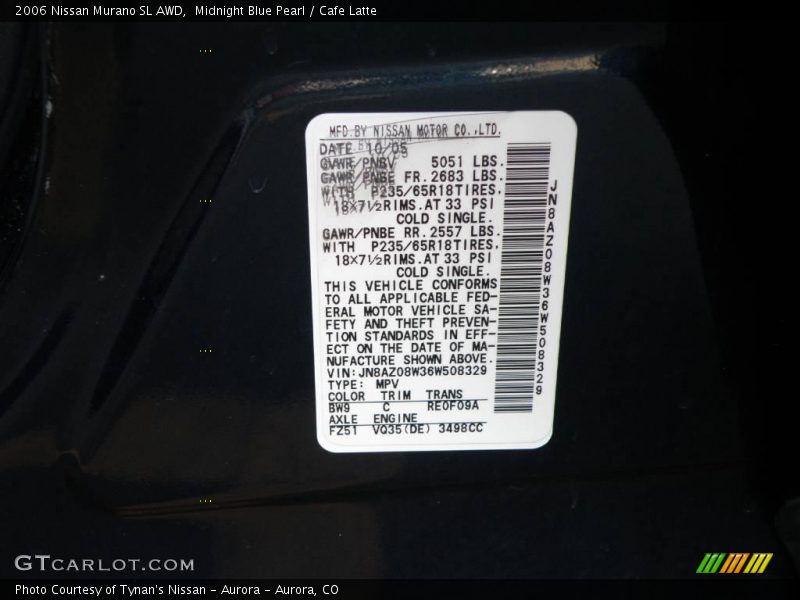 2006 Nissan Murano SL AWD,  Midnight Blue Pearl / Cafe Latte
MFD.BY NISSAN MOTOR CO.,LTD.
DATE 10/05
GVWR/PNBV 5051 LBS.
GAWR/PNBE FR.2683 LBS.
WITH P235/65R18TIRES.
18×7½RIMS.AT 33 PSI
COLD SINGLE.
GAWR/PNBE RR.2557 LBS.
WITH P235/65R18TIRES.
18×7½RIMS.AT 33 PSI
COLD SINGLE.
THIS VEHICLE CONFORMS
TO ALL APPLICABLE FED-
ERAL MOTOR VEHICLE SA-
FETY AND THEFT PREVEN-
TION STANDARDS IN EFF-
ECT ON THE DATE OF MA-
NUFACTURE SHOWN ABOVE.
VIN:JN8AZ08W36W508329
TYPE: MPV
COLOR TRIM TRANS
BW9 C RE0F09A
AXLE ENGINE
FZ51 VQ35(DE) 3498CC
JN8AZ08W36W508329
GTCARLOT.COM
Photo Courtesy of Tynan's Nissan - Aurora - Aurora, CO